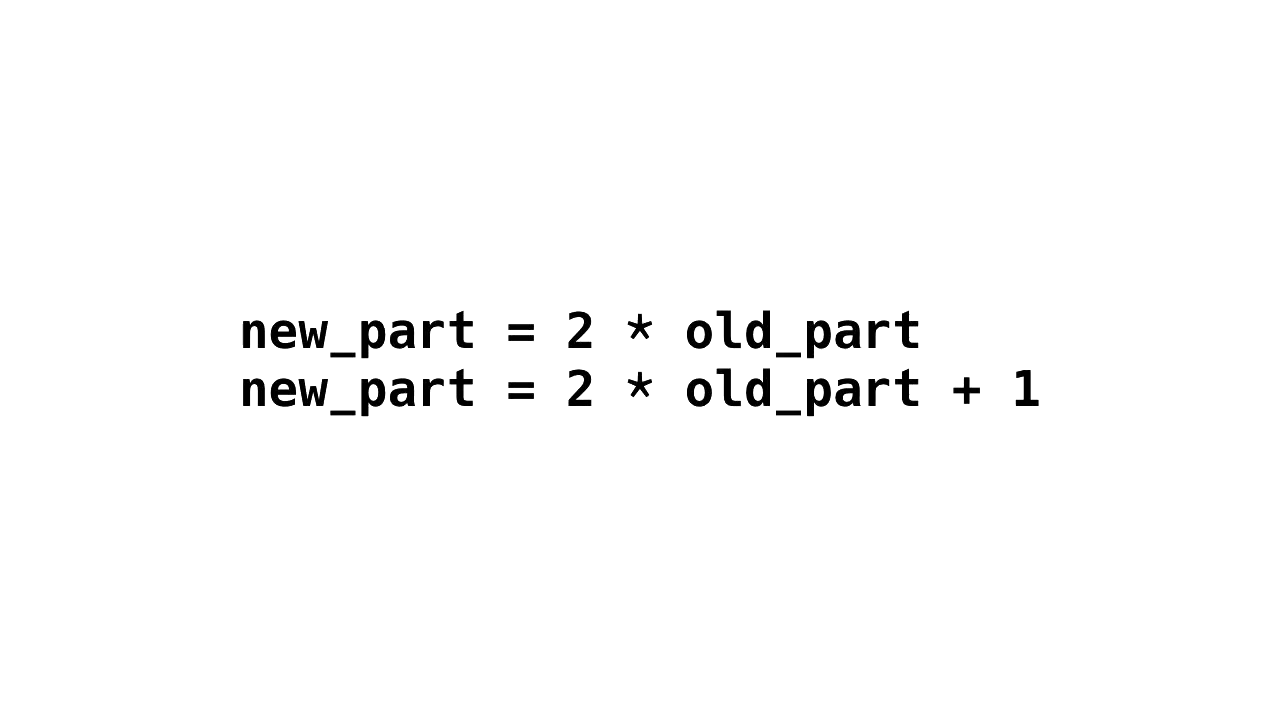 new_part = 2 * old_part
new_part = 2 * old_part + 1